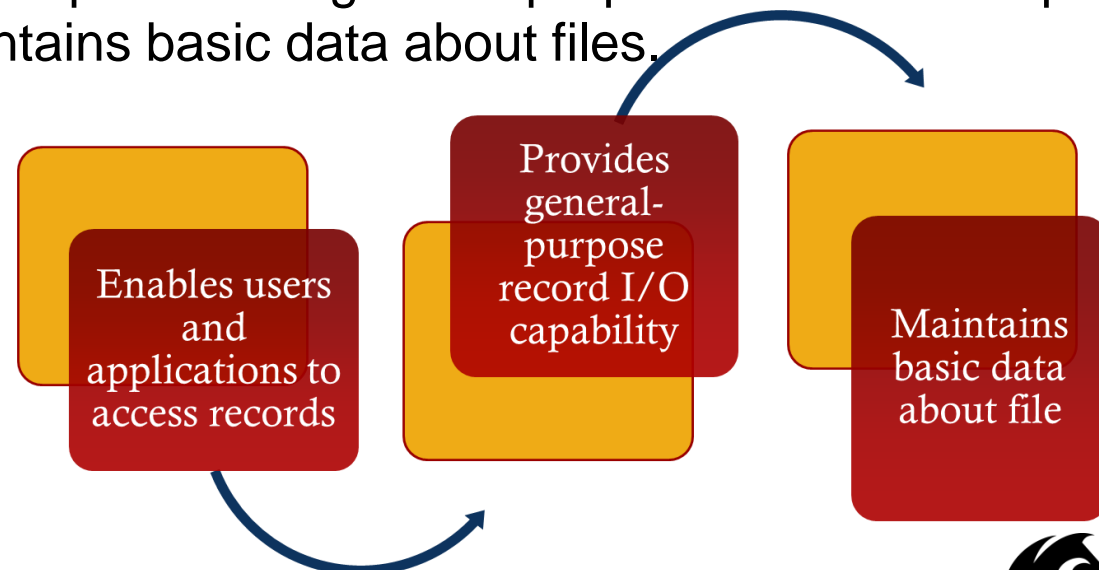 ntains basic data about files.
Enables users
and
applications to
access records
Provides
general-
purpose
record I/O
capability
Maintains
basic data
about file